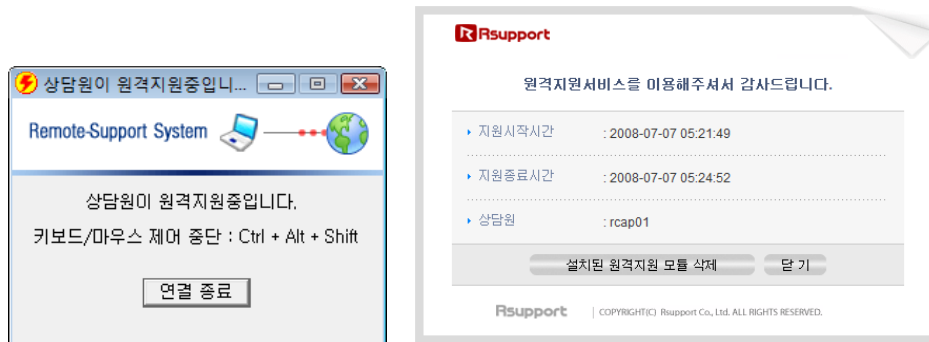 상담원이 원격지원중입니...
Remote-Support System
상담원이 원격지원중입니다.
키보드/마우스 제어 중단 : Ctrl + Alt + Shift
연결 종료
Rsupport
원격지원서비스를 이용해주셔서 감사드립니다.
지원시작시간 : 2008-07-07 05:21:49
지원종료시간 : 2008-07-07 05:24:52
상담원 : rcap01
설치된 원격지원 모듈 삭제 닫 기
Rsupport | COPYRIGHT(C) Rsupport Co., Ltd. ALL RIGHTS RESERVED.